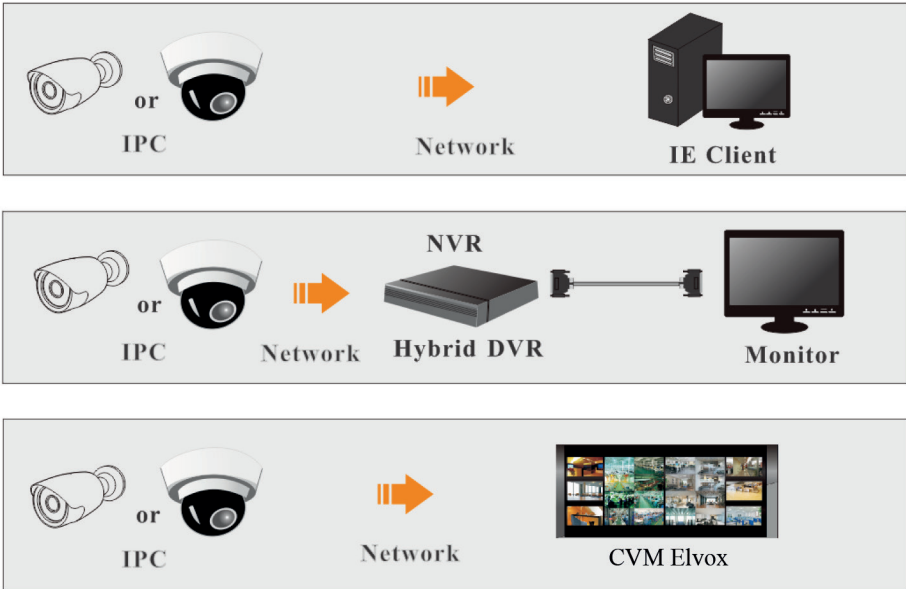 or
IPC
Network
IE Client
or
IPC
Network
NVR
Hybrid DVR
Monitor
or
IPC
Network
CVM Elvox